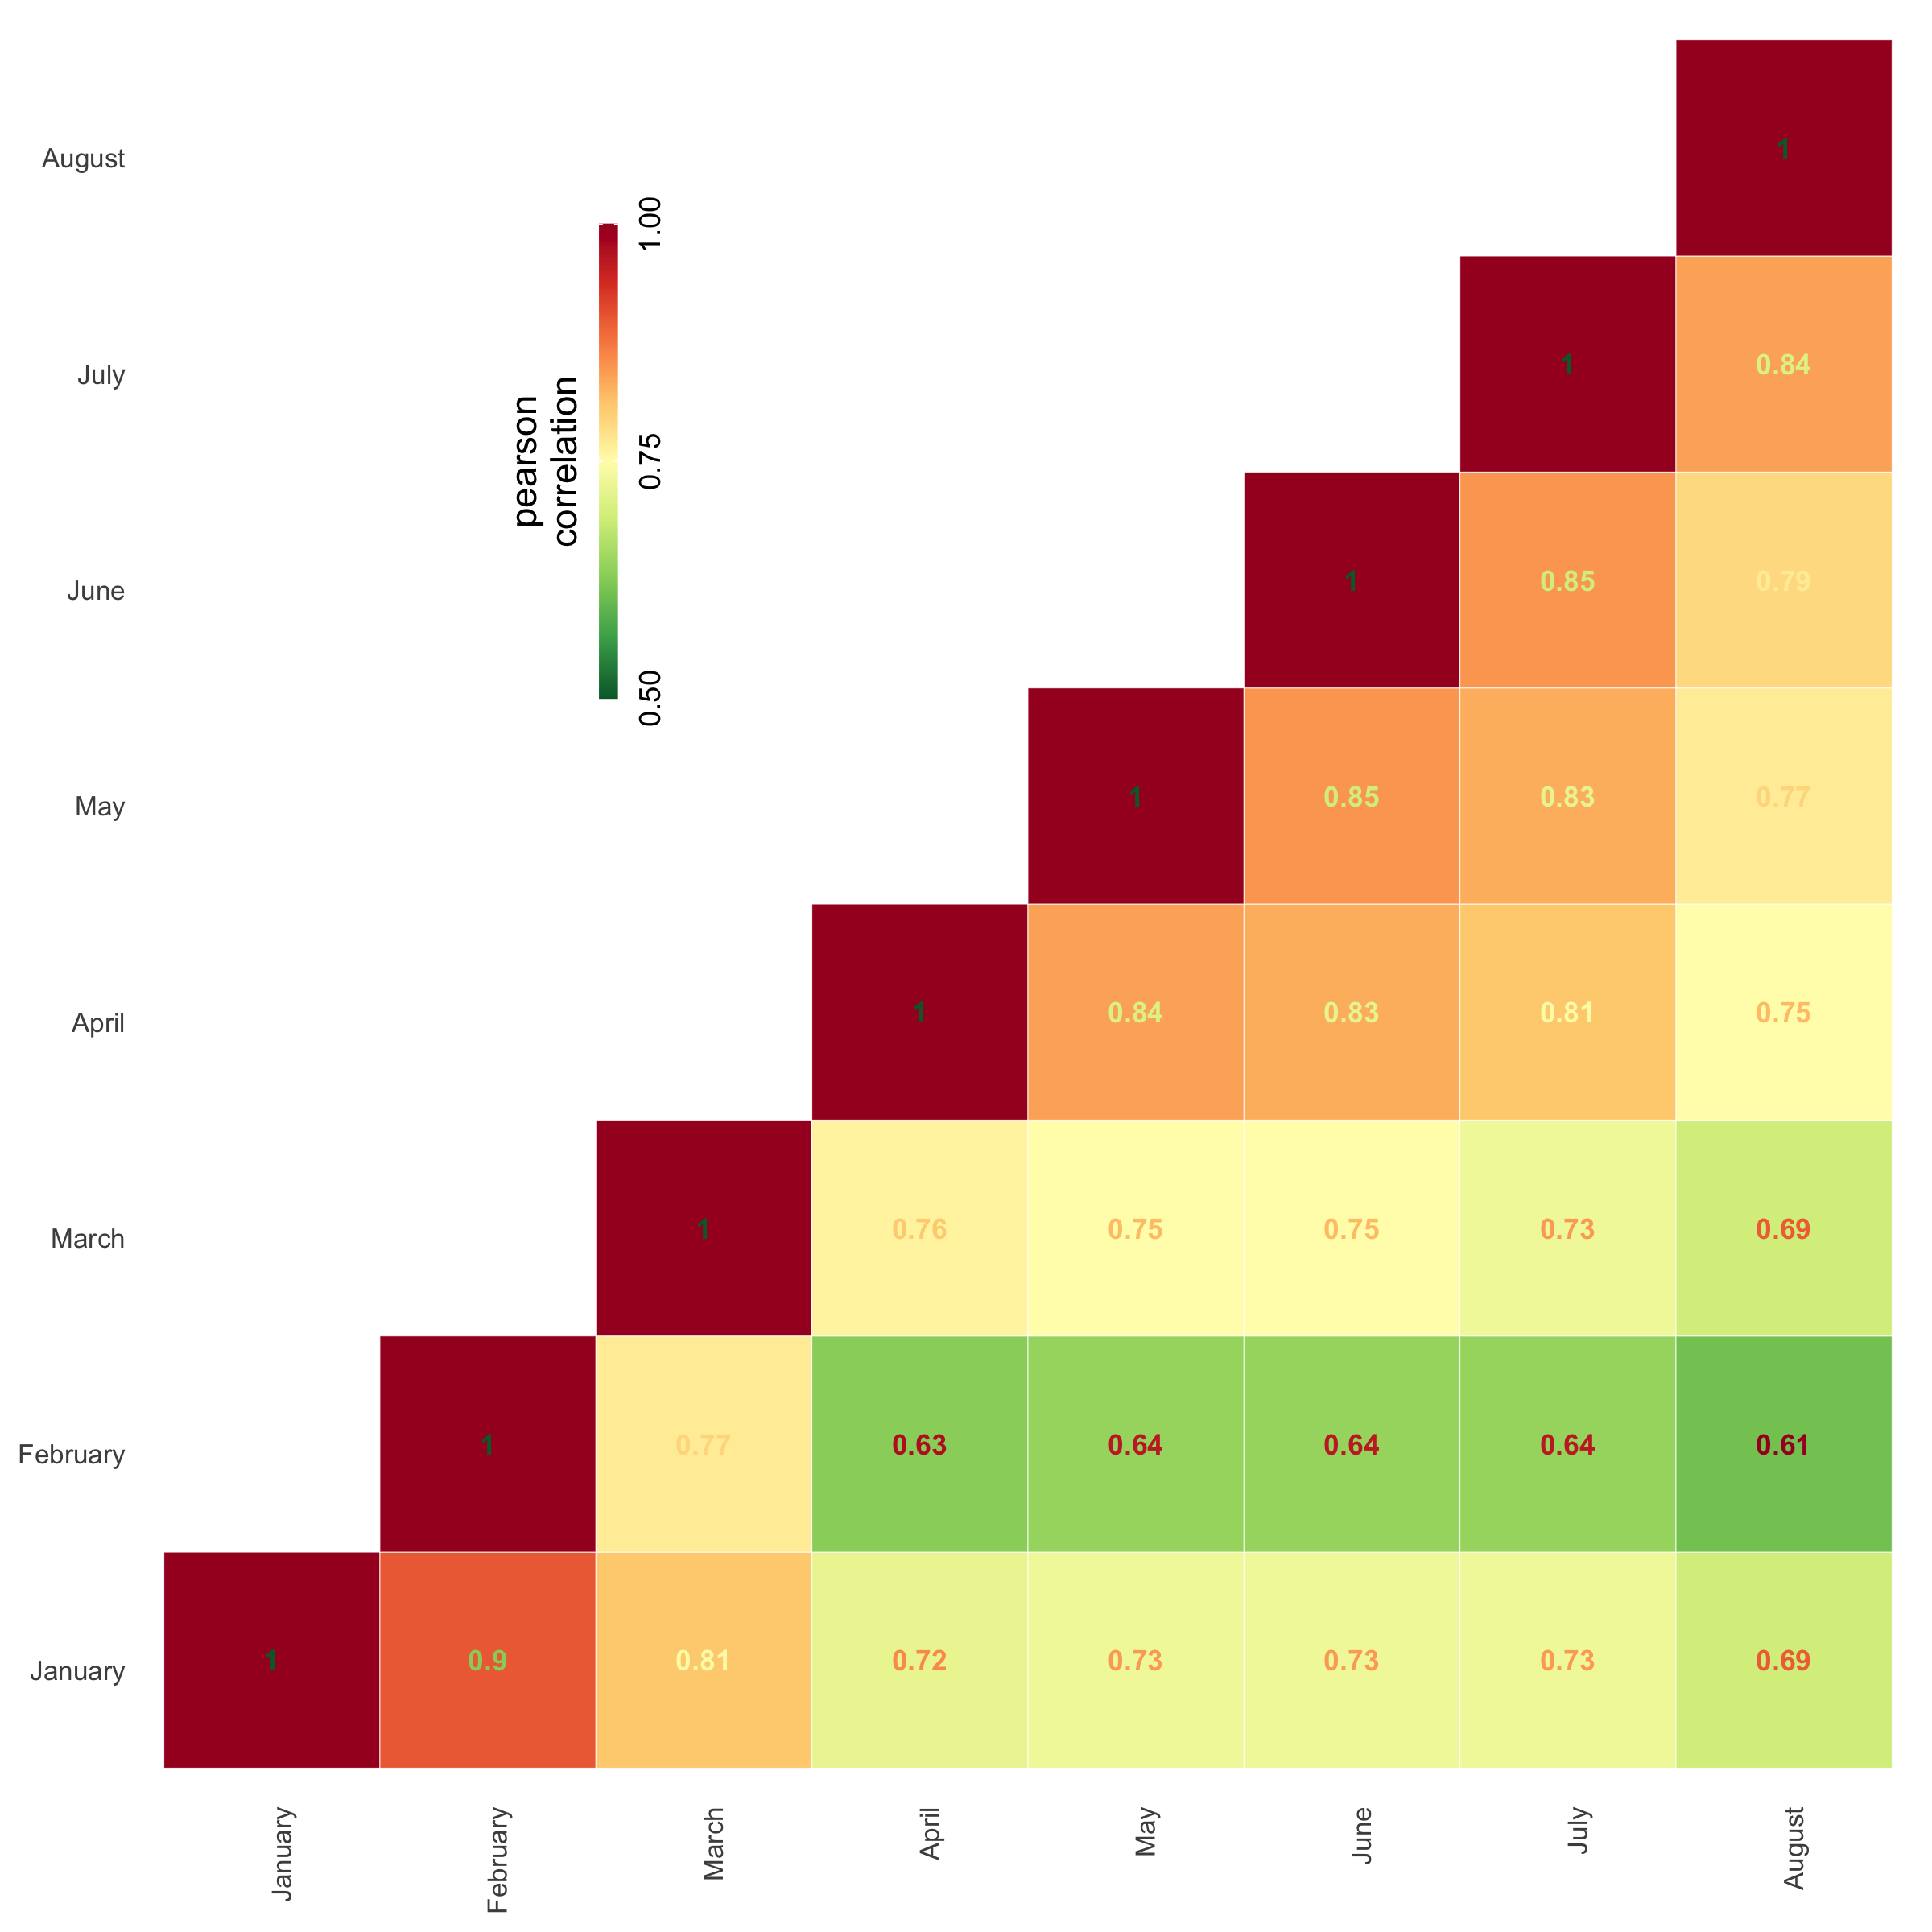 August 1
July 1 0.84
June 1 0.85 0.79
May 1 0.85 0.83 0.77
April 1 0.84 0.83 0.81 0.75
March 1 0.76 0.75 0.75 0.73 0.69
February 1 0.77 0.63 0.64 0.64 0.64 0.61
January 1 0.9 0.81 0.72 0.73 0.73 0.73 0.69
January February March April May June July August
pearson
correlation
0.50 0.75 1.00